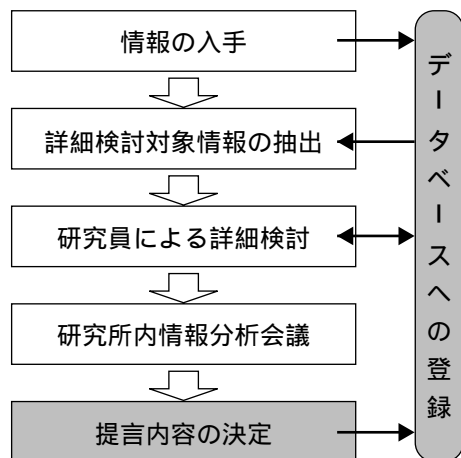 情報の入手
詳細検討対象情報の抽出
研究員による詳細検討
研究所内情報分析会議
提言内容の決定
データベースへの登録